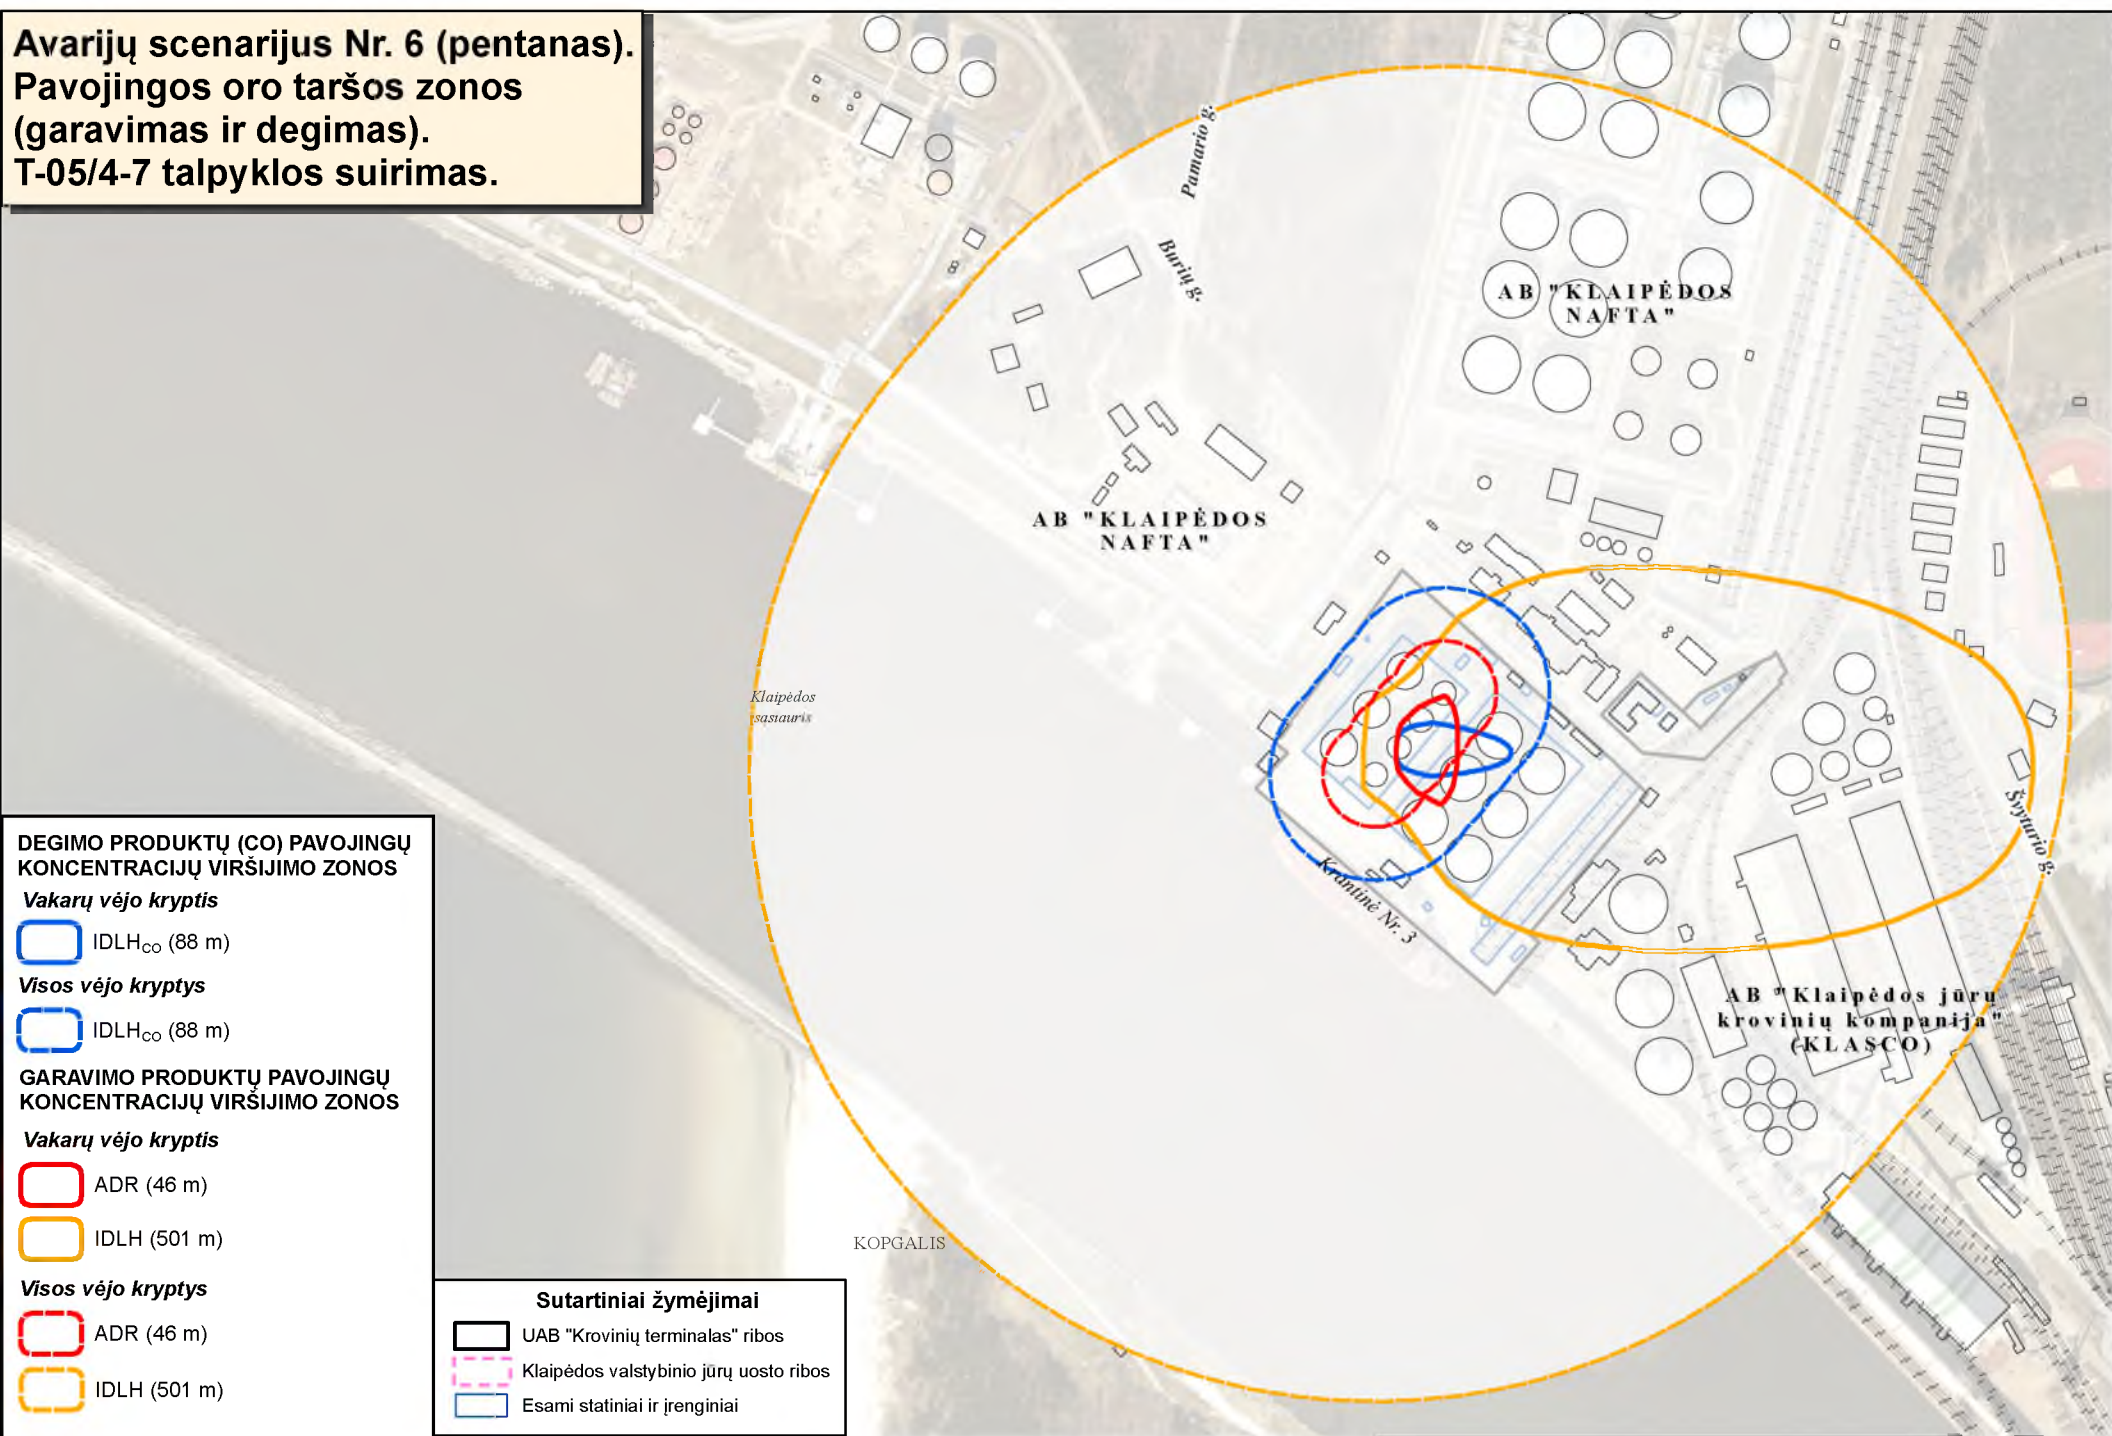 Avarijų scenarijus Nr. 6 (pentanas).
Pavojingos oro taršos zonos
(garavimas ir degimas).
T-05/4-7 talpyklos suirimas.
Pamario g.
Burių g.
AB "KLAIPĖDOS
NAFTA"
AB "KLAIPĖDOS
NAFTA"
Klaipėdos
sąsiauris
Krantinė Nr. 3
Švyturio g.
AB "Klaipėdos jūrų
krovinių kompanija"
(KLASCO)
KOPGALIS
DEGIMO PRODUKTŲ (CO) PAVOJINGŲ
KONCENTRACIJŲ VIRŠIJIMO ZONOS
Vakarų vėjo kryptis
IDLHCO (88 m)
Visos vėjo kryptys
IDLHCO (88 m)
GARAVIMO PRODUKTŲ PAVOJINGŲ
KONCENTRACIJŲ VIRŠIJIMO ZONOS
Vakarų vėjo kryptis
ADR (46 m)
IDLH (501 m)
Visos vėjo kryptys
ADR (46 m)
IDLH (501 m)
Sutartiniai žymėjimai
UAB "Krovinių terminalas" ribos
Klaipėdos valstybinio jūrų uosto ribos
Esami statiniai ir įrenginiai